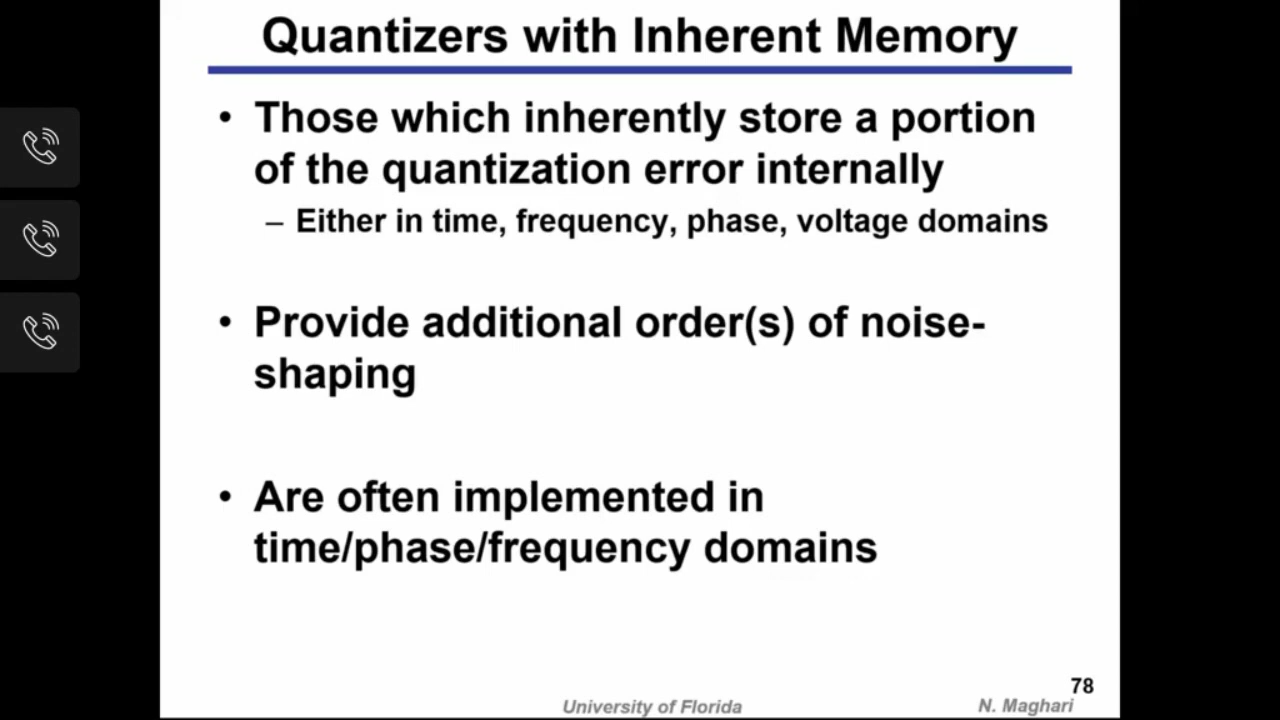 Quantizers with Inherent Memory
• Those which inherently store a portion
of the quantization error internally
– Either in time, frequency, phase, voltage domains
• Provide additional order(s) of noise-
shaping
• Are often implemented in
time/phase/frequency domains
78
University of Florida
N. Maghari